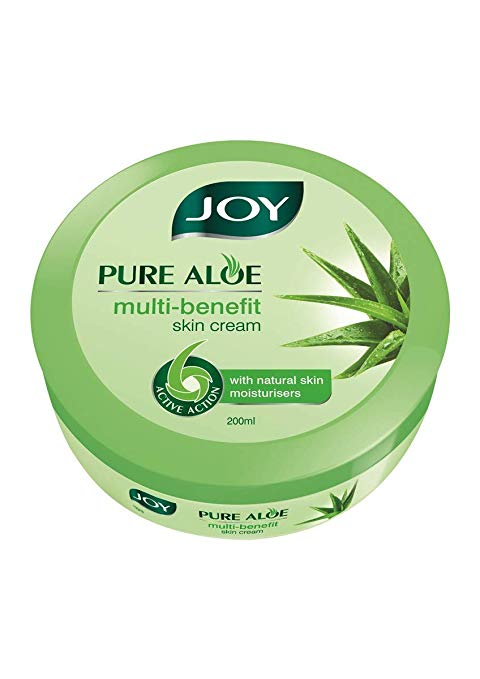 JOY
PURE ALOE
multi-benefit
skin cream
6
ACTIVE ACTION
with natural skin
moisturisers
200ml
JOY
PURE ALOE
multi-benefit
skin cream